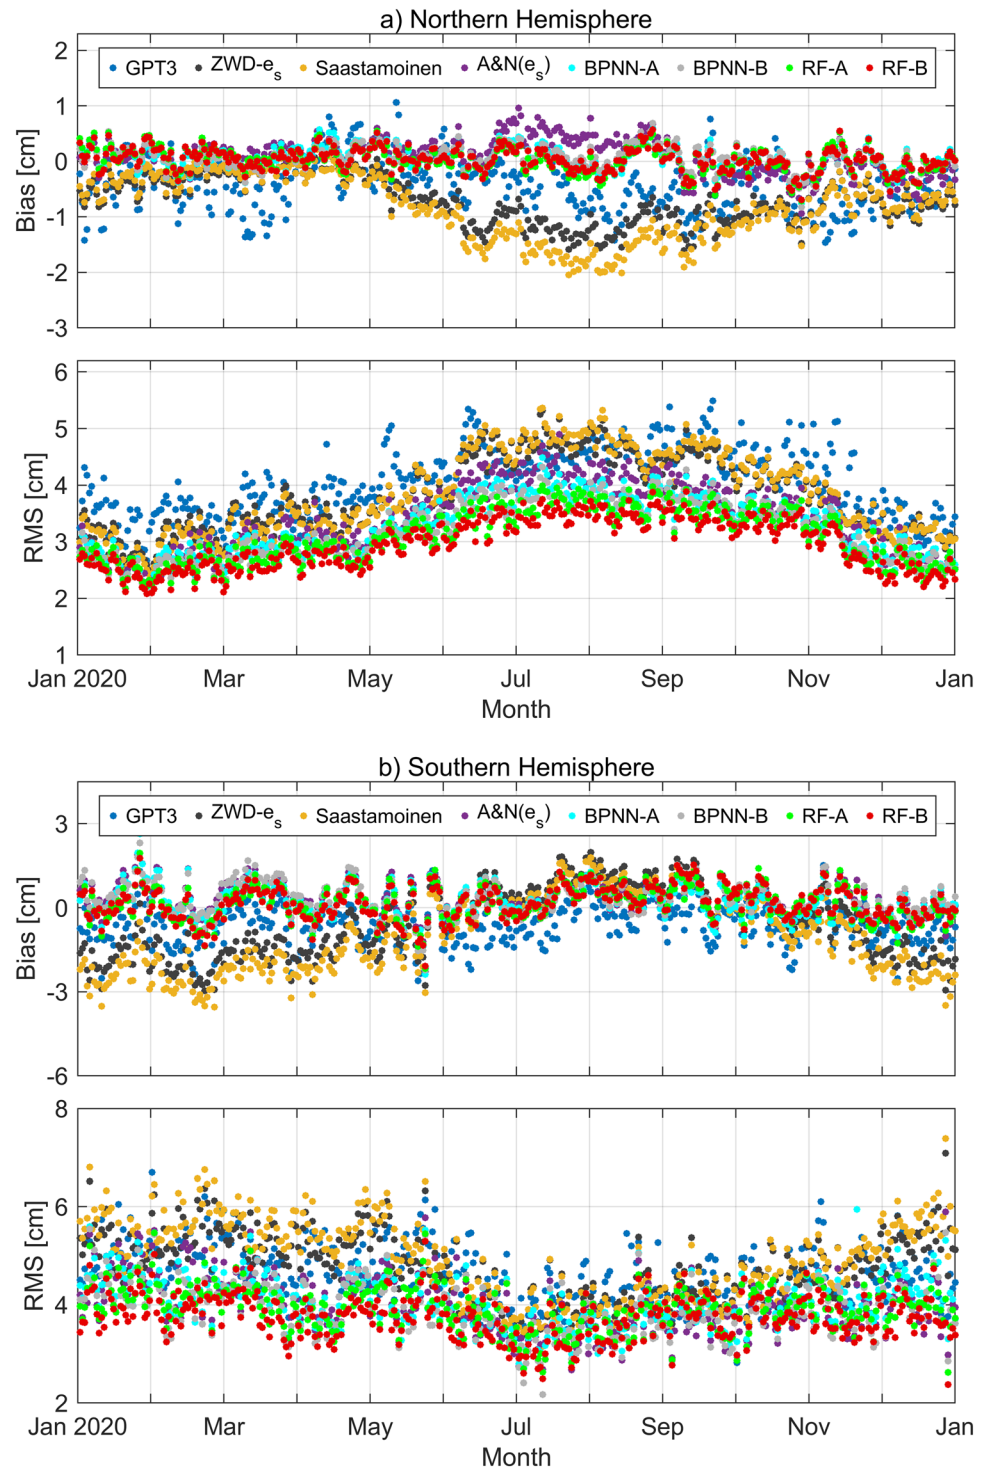 a) Northern Hemisphere
GPT3 ZWD-es Saastamoinen A&N(es) BPNN-A BPNN-B RF-A RF-B
2
1
0
-1
-2
-3
Bias [cm]
6
5
4
3
2
1
RMS [cm]
Jan 2020 Mar May Jul Sep Nov Jan
Month
b) Southern Hemisphere
GPT3 ZWD-es Saastamoinen A&N(es) BPNN-A BPNN-B RF-A RF-B
3
0
-3
-6
Bias [cm]
8
6
4
2
RMS [cm]
Jan 2020 Mar May Jul Sep Nov Jan
Month